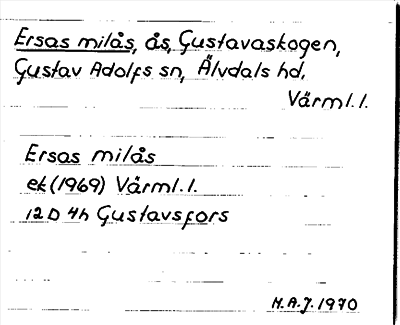 Ersas milås, ås, Gustavaskogen,
Gustav Adolfs sn, Älvdals hd,
Värml. l.
Ersas milås
ek (1969) Värml. l.
12 D 4h Gustavsfors
H.A.J. 1970